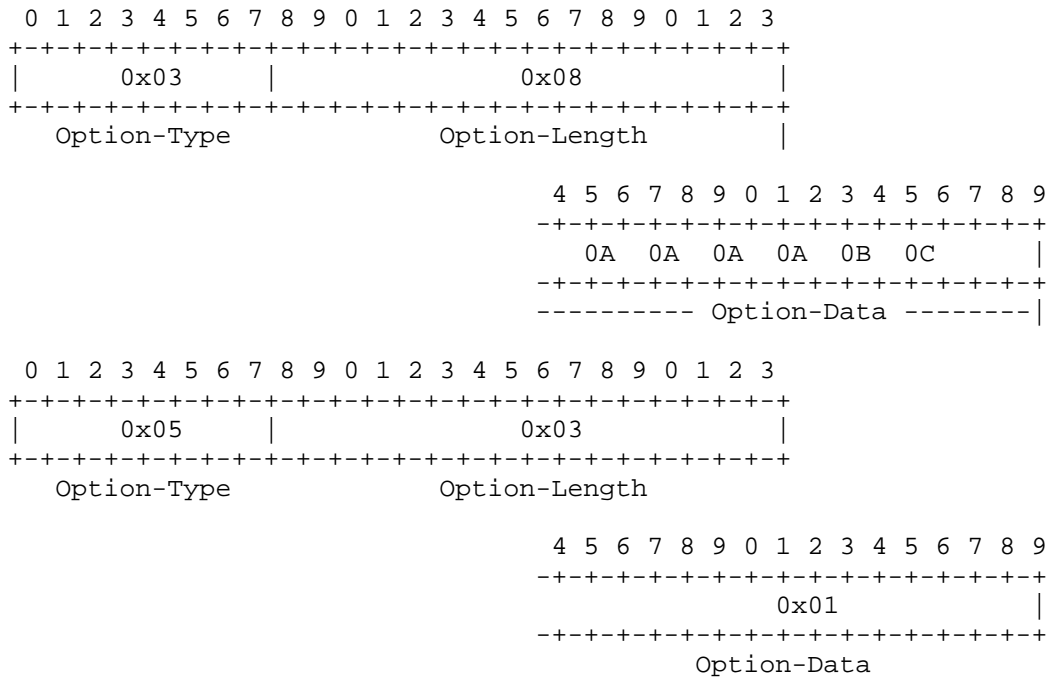 0 1 2 3 4 5 6 7 8 9 0 1 2 3 4 5 6 7 8 9 0 1 2 3
+-+-+-+-+-+-+-+-+-+-+-+-+-+-+-+-+-+-+-+-+-+-+-+-+
|      0x03     |               0x08            |
+-+-+-+-+-+-+-+-+-+-+-+-+-+-+-+-+-+-+-+-+-+-+-+-+
   Option-Type             Option-Length        |
                                  4 5 6 7 8 9 0 1 2 3 4 5 6 7 8 9
                                 -+-+-+-+-+-+-+-+-+-+-+-+-+-+-+-+
                                    0A  0A  0A  0A  0B  0C      |
                                 -+-+-+-+-+-+-+-+-+-+-+-+-+-+-+-+
                                 ---------- Option-Data --------|
 0 1 2 3 4 5 6 7 8 9 0 1 2 3 4 5 6 7 8 9 0 1 2 3
+-+-+-+-+-+-+-+-+-+-+-+-+-+-+-+-+-+-+-+-+-+-+-+-+
|      0x05     |               0x03            |
+-+-+-+-+-+-+-+-+-+-+-+-+-+-+-+-+-+-+-+-+-+-+-+-+
   Option-Type             Option-Length
                                  4 5 6 7 8 9 0 1 2 3 4 5 6 7 8 9
                                 -+-+-+-+-+-+-+-+-+-+-+-+-+-+-+-+
                                                0x01            |
                                 -+-+-+-+-+-+-+-+-+-+-+-+-+-+-+-+
                                           Option-Data